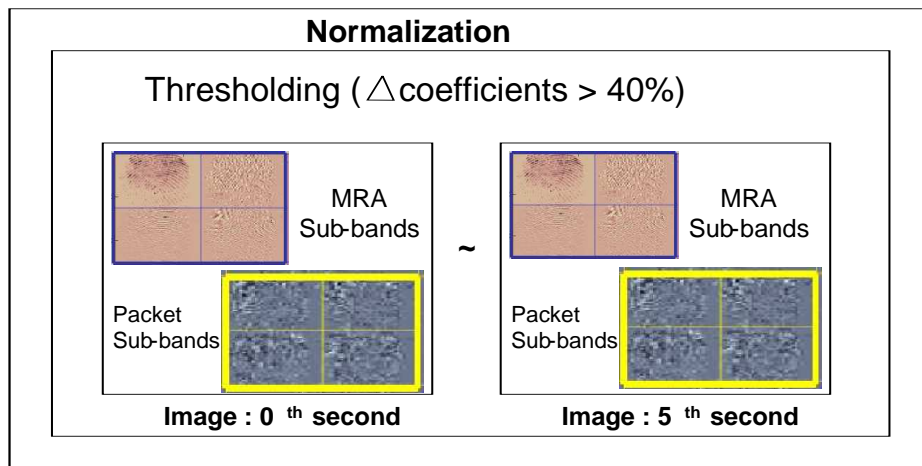 Normalization
Thresholding (△coefficients > 40%)
MRA
Sub-bands
Packet
Sub-bands
~
MRA
Sub-bands
Packet
Sub-bands
Image : 0 th second
Image : 5 th second